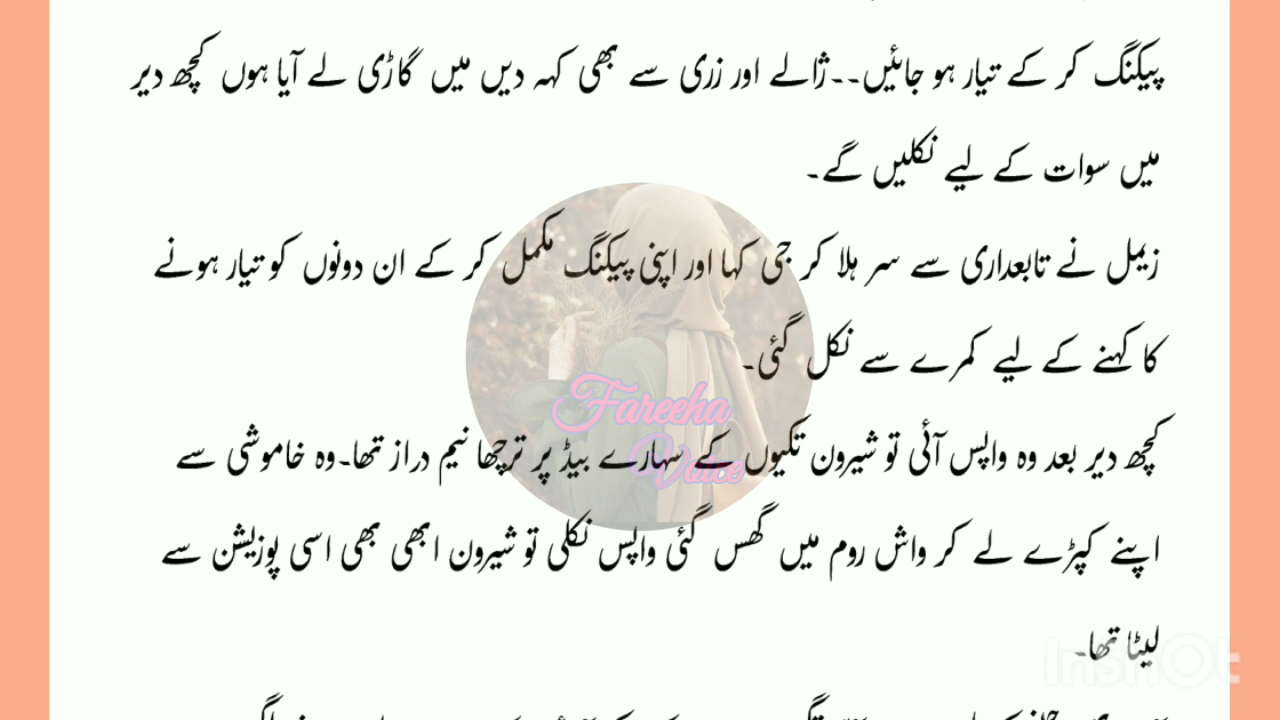 پیکنگ کر کے تیار ہو جائیں۔۔ژالے اور زری سے بھی کہہ دیں میں گاڑی لے آیا ہوں کچھ دیر
میں سوات کے لیے نکلیں گے۔
زیمل نے تابعداری سے سر ہلا کر جی کہا اور اپنی پیکنگ مکمل کر کے ان دونوں کو تیار ہونے
کا کہنے کے لیے کمرے سے نکل گئی۔
کچھ دیر بعد وہ واپس آئی تو شیرون تکیوں کے سہارے بیڈ پر ترچھا نیم دراز تھا۔وہ خاموشی سے
اپنے کپڑے لے کر واش روم میں گھس گئی واپس نکلی تو شیرون ابھی بھی اسی پوزیشن سے
لیٹا تھا۔
Fareeha
Voice
InShOt